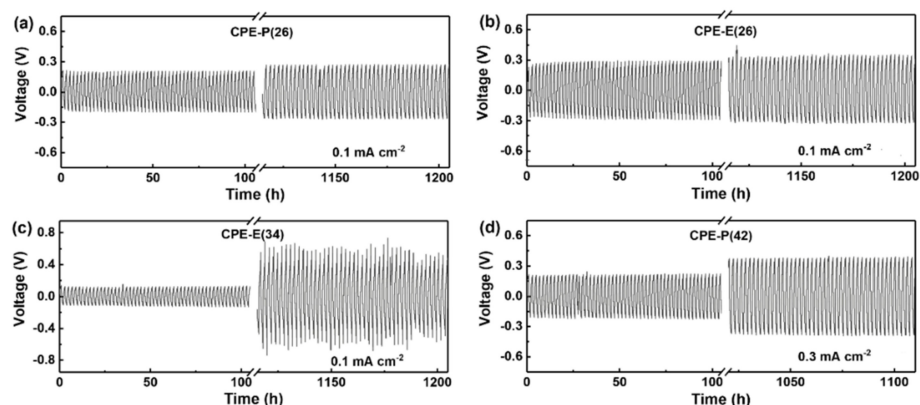 (a)
CPE-P(26)
Voltage (V)
0.6
0.3
0.0
-0.3
-0.6
0.1 mA cm⁻²
0 50 100 1150 1200
Time (h)
(b)
CPE-E(26)
Voltage (V)
0.6
0.3
0.0
-0.3
-0.6
0.1 mA cm⁻²
0 50 100 1150 1200
Time (h)
(c)
CPE-E(34)
Voltage (V)
0.8
0.4
0.0
-0.4
-0.8
0.1 mA cm⁻²
0 50 100 1150 1200
Time (h)
(d)
CPE-P(42)
Voltage (V)
0.6
0.3
0.0
-0.3
-0.6
0.3 mA cm⁻²
0 50 100 1050 1100
Time (h)